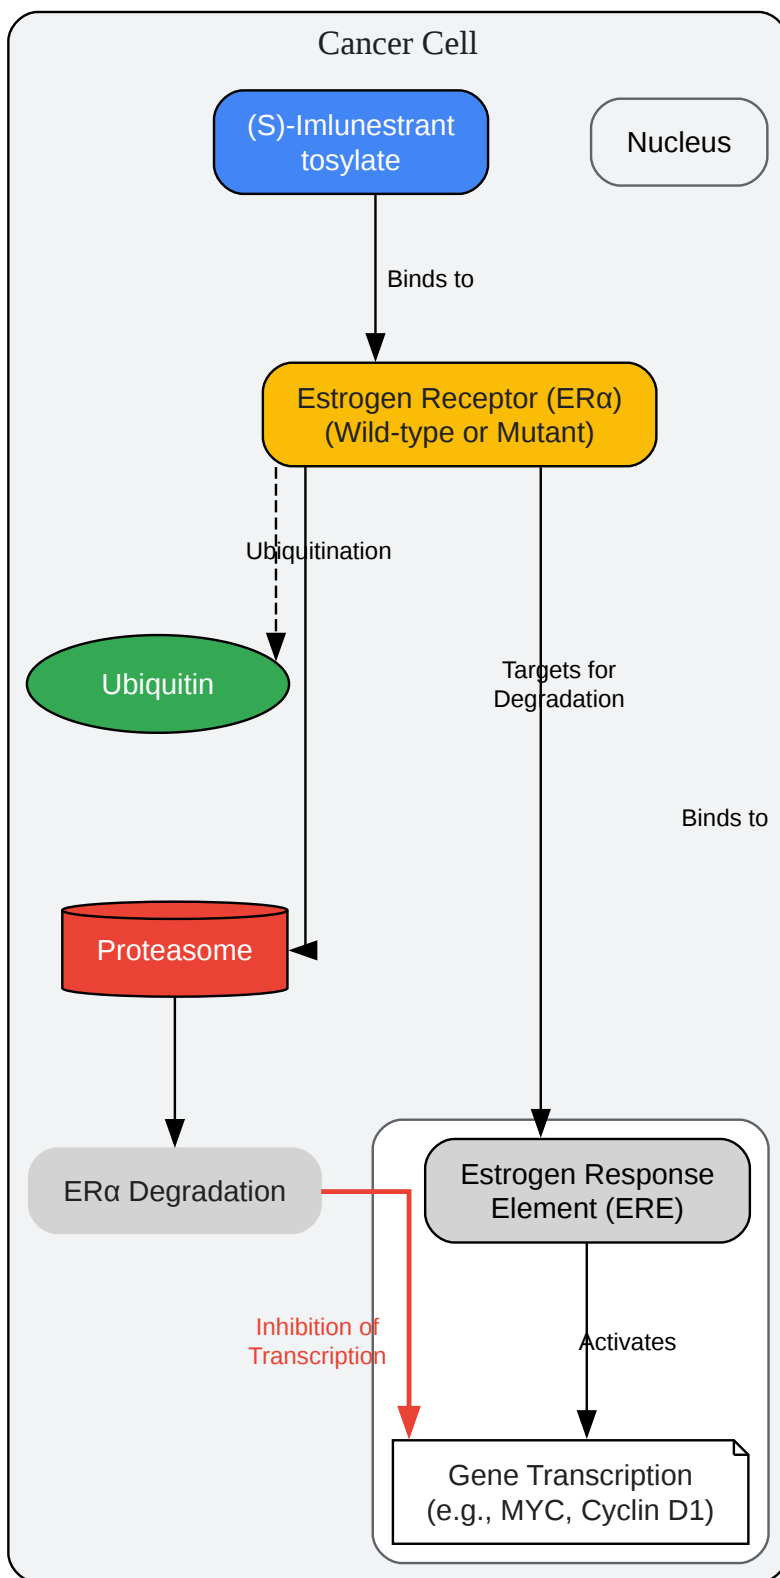 Cancer Cell
(S)-Imlunestrant
tosylate
Nucleus
Binds to
Estrogen Receptor (ERα)
(Wild-type or Mutant)
Ubiquitination
Ubiquitin
Targets for
Degradation
Binds to
Proteasome
ERα Degradation
Estrogen Response
Element (ERE)
Inhibition of
Transcription
Activates
Gene Transcription
(e.g., MYC, Cyclin D1)